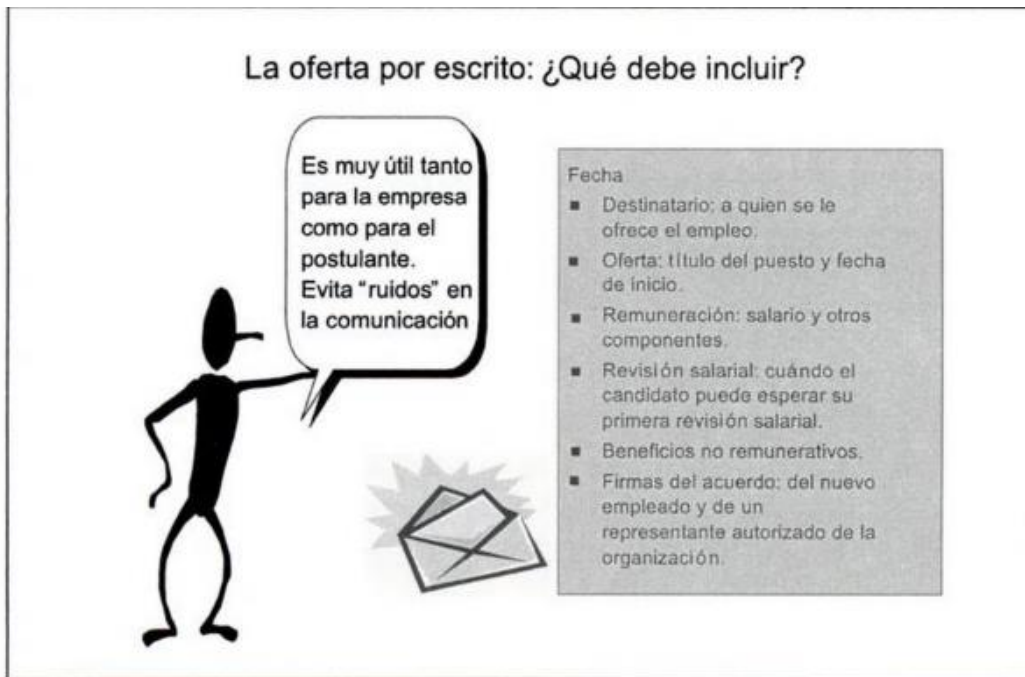 La oferta por escrito: ¿Qué debe incluir?
Es muy útil tanto
para la empresa
como para el
postulante.
Evita "ruidos" en
la comunicación
Fecha
▪ Destinatario: a quien se le
ofrece el empleo.
▪ Oferta: título del puesto y fecha
de inicio.
▪ Remuneración: salario y otros
componentes.
▪ Revisión salarial: cuándo el
candidato puede esperar su
primera revisión salarial.
▪ Beneficios no remunerativos.
▪ Firmas del acuerdo: del nuevo
empleado y de un
representante autorizado de la
organización.